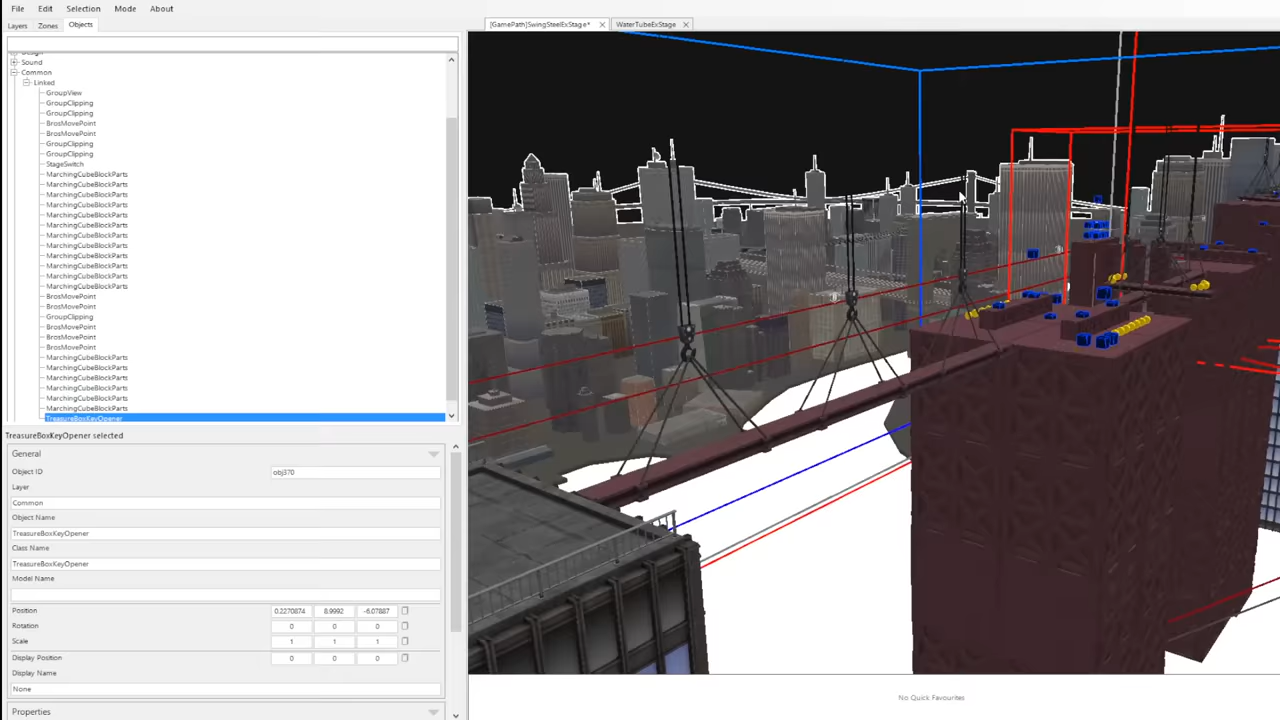 File Edit Selection Mode About
Layers Zones Objects
[GamePath]SwingSteelExStage* WaterTubeExStage
Sound
Common
Linked
GroupView
GroupClipping
GroupClipping
BrosMovePoint
BrosMovePoint
GroupClipping
GroupClipping
StageSwitch
MarchingCubeBlockParts
MarchingCubeBlockParts
MarchingCubeBlockParts
MarchingCubeBlockParts
MarchingCubeBlockParts
MarchingCubeBlockParts
MarchingCubeBlockParts
MarchingCubeBlockParts
MarchingCubeBlockParts
MarchingCubeBlockParts
MarchingCubeBlockParts
MarchingCubeBlockParts
BrosMovePoint
BrosMovePoint
GroupClipping
BrosMovePoint
BrosMovePoint
BrosMovePoint
MarchingCubeBlockParts
MarchingCubeBlockParts
MarchingCubeBlockParts
MarchingCubeBlockParts
MarchingCubeBlockParts
MarchingCubeBlockParts
TreasureBoxKeyOpener
TreasureBoxKeyOpener selected
General
Object ID obj370
Layer
Common
Object Name
TreasureBoxKeyOpener
Class Name
TreasureBoxKeyOpener
Model Name
Position 0.2270874 8.9992 -6.07887
Rotation 0 0 0
Scale 1 1 1
Display Position 0 0 0
Display Name
None
Properties
No Quick Favourites